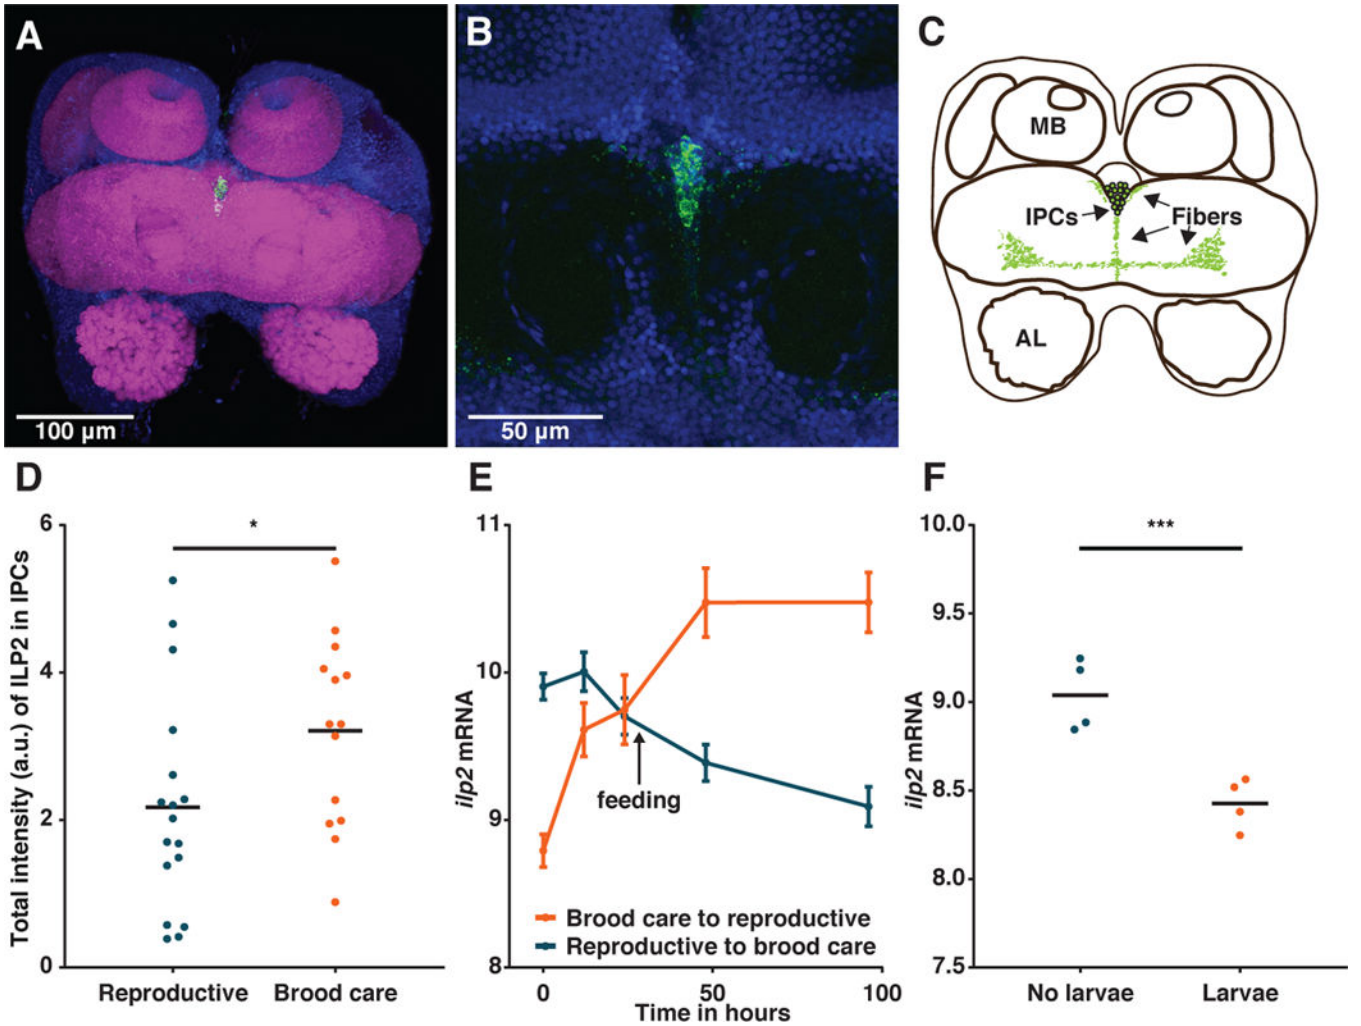 A
100 µm
B
50 µm
C
MB
IPCs
Fibers
AL
D
Total intensity (a.u.) of ILP2 in IPCs
6
4
2
0
*
Reproductive
Brood care
E
ilp2 mRNA
11
10
9
8
feeding
Brood care to reproductive
Reproductive to brood care
0
50
100
Time in hours
F
ilp2 mRNA
10.0
9.5
9.0
8.5
8.0
7.5
***
No larvae
Larvae